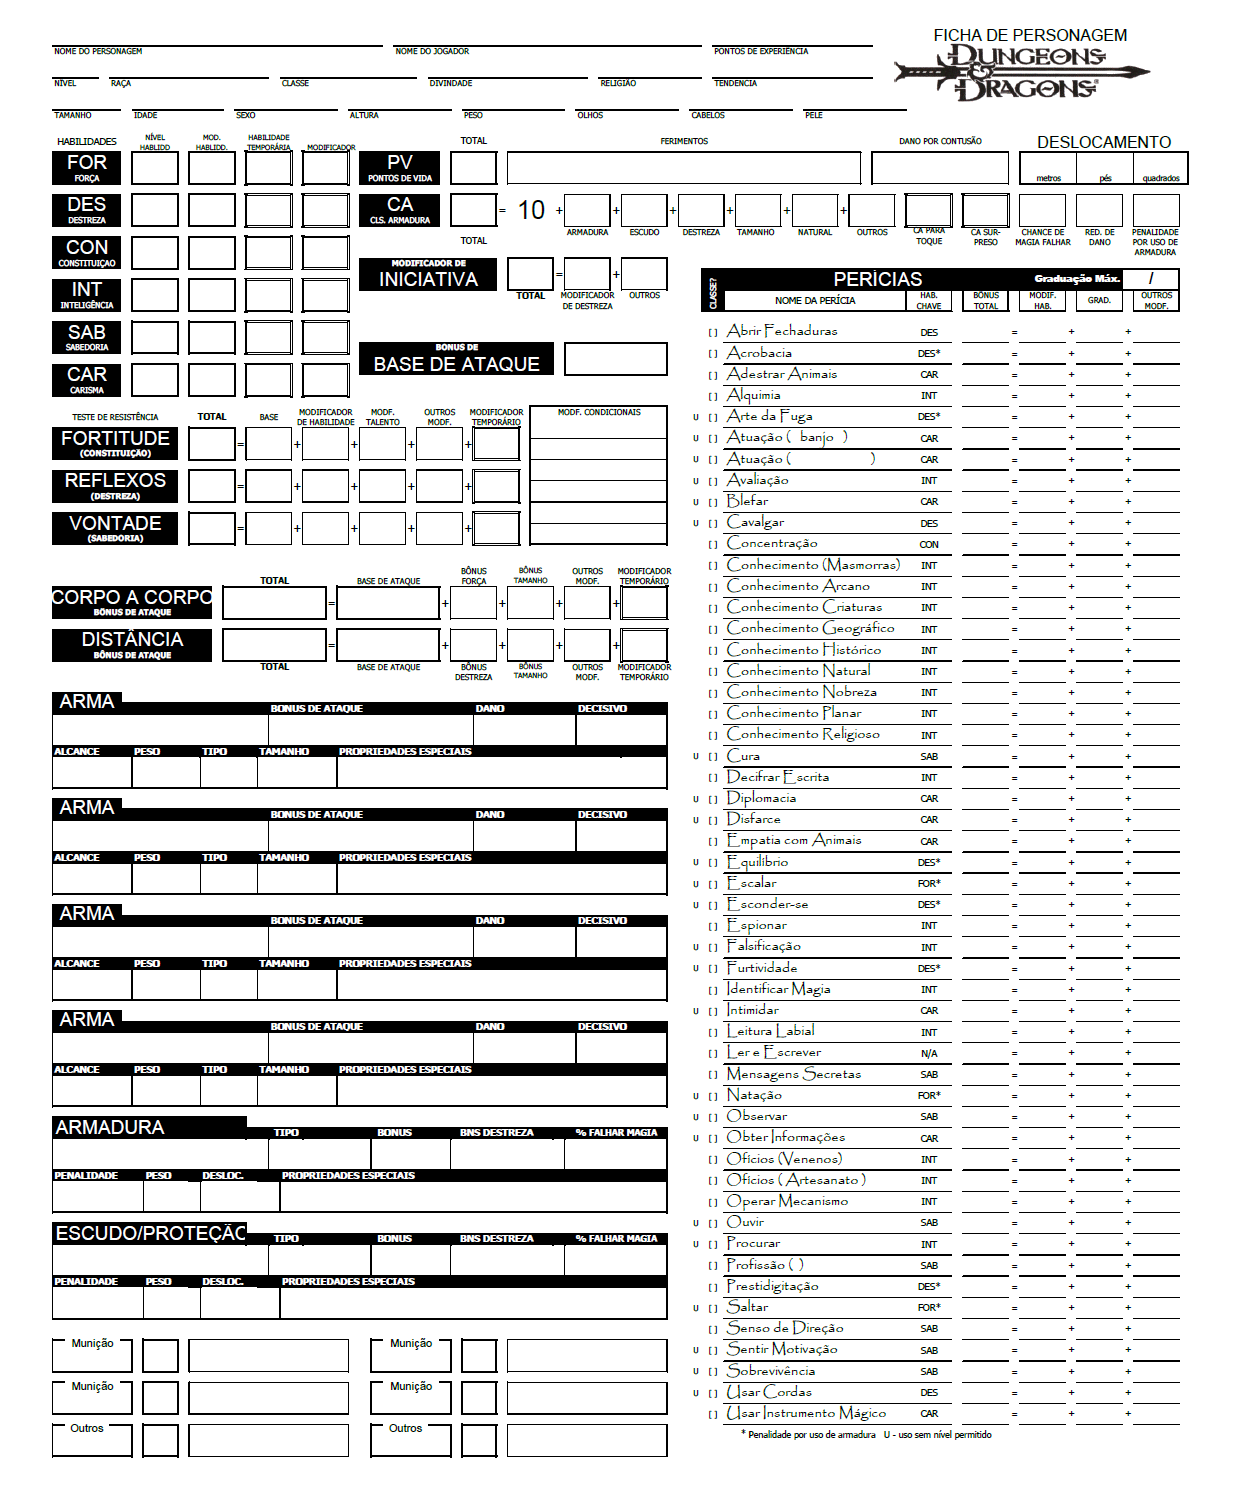 FICHA DE PERSONAGEM
DUNGEONS & DRAGONS
NOME DO PERSONAGEM NOME DO JOGADOR PONTOS DE EXPERIÊNCIA
NÍVEL RAÇA CLASSE DIVINDADE RELIGIÃO TENDENCIA
TAMANHO IDADE SEXO ALTURA PESO OLHOS CABELOS PELE
HABILIDADES NÍVEL HABLIDD MOD. HABLIDD. HABILIDADE TEMPORÁRIA MODIFICADOR
FOR
FORÇA
DES
DESTREZA
CON
CONSTITUIÇAO
INT
INTELIGÊNCIA
SAB
SABEDORIA
CAR
CARISMA
TOTAL FERIMENTOS DANO POR CONTUSÃO DESLOCAMENTO
PV
PONTOS DE VIDA
metros pés quadrados
CA
CLS. ARMADURA
= 10 + + + + + +
ARMADURA ESCUDO DESTREZA TAMANHO NATURAL OUTROS CA PARA TOQUE CA SUR-PRESO CHANCE DE MAGIA FALHAR RED. DE DANO PENALIDADE POR USO DE ARMADURA
TOTAL
MODIFICADOR DE
INICIATIVA
= +
TOTAL MODIFICADOR DE DESTREZA OUTROS
BONUS DE
BASE DE ATAQUE
TESTE DE RESISTÊNCIA TOTAL BASE MODIFICADOR DE HABILIDADE MODF. TALENTO OUTROS MODF. MODIFICADOR TEMPORÁRIO MODF. CONDICIONAIS
FORTITUDE
(CONSTITUIÇÃO)
= + + + +
REFLEXOS
(DESTREZA)
= + + + +
VONTADE
(SABEDORIA)
= + + + +
TOTAL BASE DE ATAQUE BÔNUS FORÇA BÔNUS TAMANHO OUTROS MODF. MODIFICADOR TEMPORÁRIO
CORPO A CORPO
BÔNUS DE ATAQUE
= + + + +
DISTÂNCIA
BÔNUS DE ATAQUE
= + + + +
TOTAL BASE DE ATAQUE BÔNUS DESTREZA BÔNUS TAMANHO OUTROS MODF. MODIFICADOR TEMPORÁRIO
ARMA BONUS DE ATAQUE DANO DECISIVO
ALCANCE PESO TIPO TAMANHO PROPRIEDADES ESPECIAIS
ARMA BONUS DE ATAQUE DANO DECISIVO
ALCANCE PESO TIPO TAMANHO PROPRIEDADES ESPECIAIS
ARMA BONUS DE ATAQUE DANO DECISIVO
ALCANCE PESO TIPO TAMANHO PROPRIEDADES ESPECIAIS
ARMA BONUS DE ATAQUE DANO DECISIVO
ALCANCE PESO TIPO TAMANHO PROPRIEDADES ESPECIAIS
ARMADURA TIPO BONUS BNS DESTREZA % FALHAR MAGIA
PENALIDADE PESO DESLOC. PROPRIEDADES ESPECIAIS
ESCUDO/PROTEÇÃO TIPO BONUS BNS DESTREZA % FALHAR MAGIA
PENALIDADE PESO DESLOC. PROPRIEDADES ESPECIAIS
Munição Munição
Munição Munição
Outros Outros
CLASSE? PERÍCIAS Graduação Máx. /
NOME DA PERÍCIA HAB. CHAVE BÔNUS TOTAL MODIF. HAB. GRAD. OUTROS MODF.
[ ] Abrir Fechaduras DES = + +
[ ] Acrobacia DES* = + +
[ ] Adestrar Animais CAR = + +
[ ] Alquimia INT = + +
U [ ] Arte da Fuga DES* = + +
U [ ] Atuação ( banjo ) CAR = + +
U [ ] Atuação ( ) CAR = + +
U [ ] Avaliação INT = + +
U [ ] Blefar CAR = + +
U [ ] Cavalgar DES = + +
[ ] Concentração CON = + +
[ ] Conhecimento (Masmorras) INT = + +
[ ] Conhecimento Arcano INT = + +
[ ] Conhecimento Criaturas INT = + +
[ ] Conhecimento Geográfico INT = + +
[ ] Conhecimento Histórico INT = + +
[ ] Conhecimento Natural INT = + +
[ ] Conhecimento Nobreza INT = + +
[ ] Conhecimento Planar INT = + +
[ ] Conhecimento Religioso INT = + +
U [ ] Cura SAB = + +
[ ] Decifrar Escrita INT = + +
U [ ] Diplomacia CAR = + +
U [ ] Disfarce CAR = + +
[ ] Empatia com Animais CAR = + +
U [ ] Equilíbrio DES* = + +
U [ ] Escalar FOR* = + +
U [ ] Esconder-se DES* = + +
[ ] Espionar INT = + +
U [ ] Falsificação INT = + +
U [ ] Furtividade DES* = + +
[ ] Identificar Magia INT = + +
U [ ] Intimidar CAR = + +
[ ] Leitura Labial INT = + +
[ ] Ler e Escrever N/A = + +
[ ] Mensagens Secretas SAB = + +
U [ ] Natação FOR* = + +
U [ ] Observar SAB = + +
U [ ] Obter Informações CAR = + +
[ ] Ofícios (Venenos) INT = + +
[ ] Ofícios ( Artesanato ) INT = + +
[ ] Operar Mecanismo INT = + +
U [ ] Ouvir SAB = + +
U [ ] Procurar INT = + +
[ ] Profissão ( ) SAB = + +
[ ] Prestidigitação DES* = + +
U [ ] Saltar FOR* = + +
[ ] Senso de Direção SAB = + +
U [ ] Sentir Motivação SAB = + +
U [ ] Sobrevivência SAB = + +
U [ ] Usar Cordas DES = + +
[ ] Usar Instrumento Mágico CAR = + +
* Penalidade por uso de armadura U - uso sem nível permitido